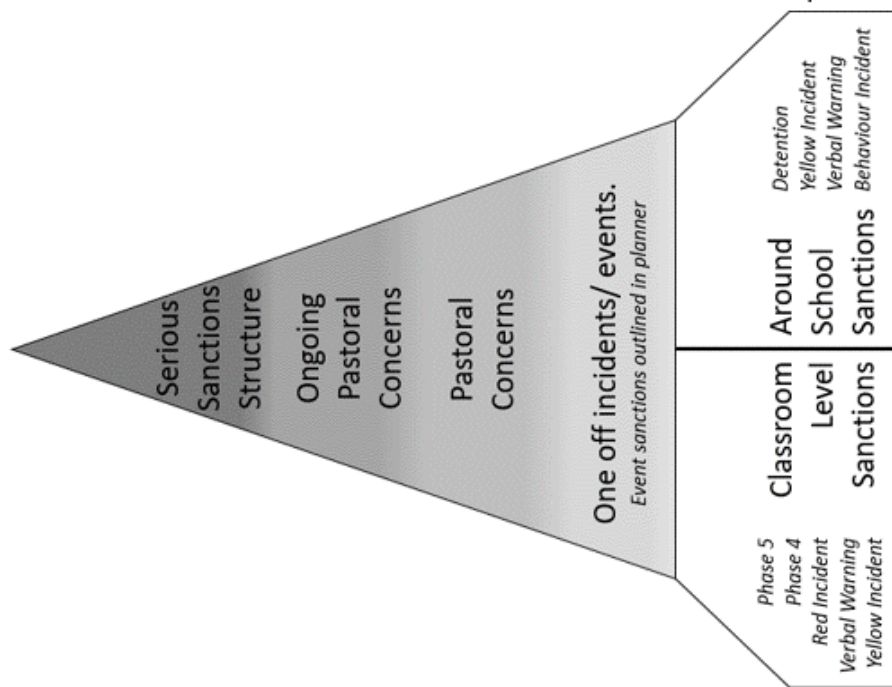 Serious
Sanctions
Structure
Ongoing
Pastoral
Concerns
Pastoral
Concerns
One off incidents/ events.
Event sanctions outlined in planner
Phase 5
Phase 4
Red Incident
Verbal Warning
Yellow Incident
Classroom
Level
Sanctions
Around
School
Sanctions
Detention
Yellow Incident
Verbal Warning
Behaviour Incident